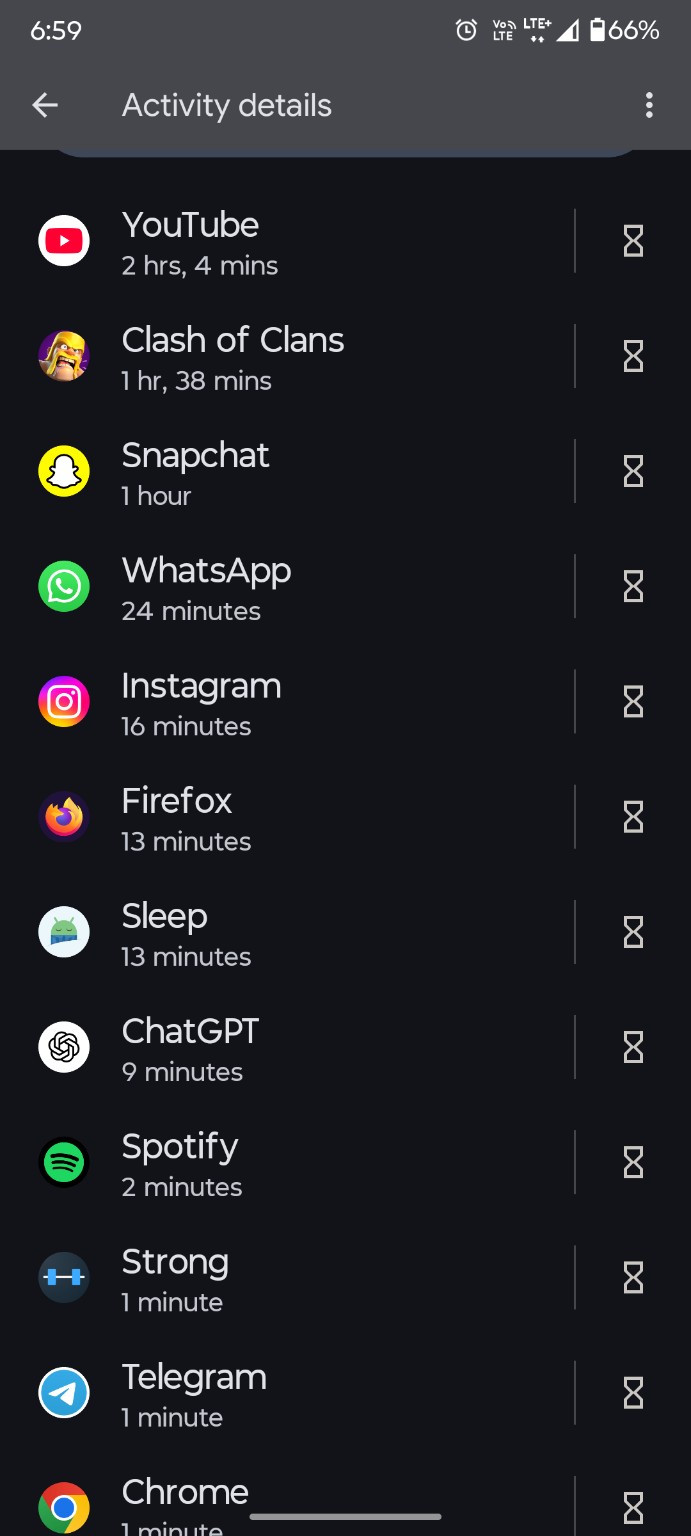 6:59
Vo
LTE
LTE+
66%
Activity details
YouTube
2 hrs, 4 mins
Clash of Clans
1 hr, 38 mins
Snapchat
1 hour
WhatsApp
24 minutes
Instagram
16 minutes
Firefox
13 minutes
Sleep
13 minutes
ChatGPT
9 minutes
Spotify
2 minutes
Strong
1 minute
Telegram
1 minute
Chrome
1 minute